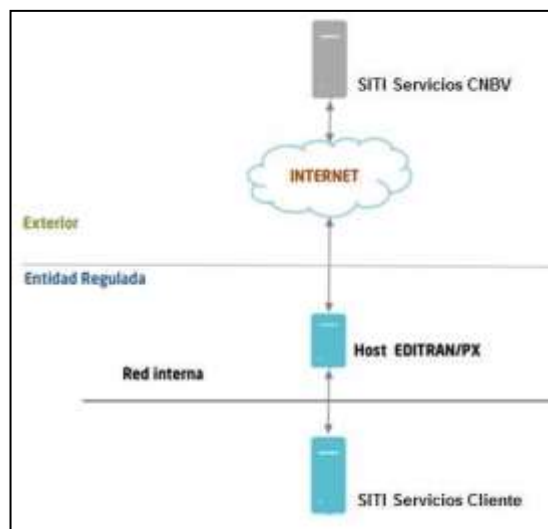 SITI Servicios CNBV
INTERNET
Exterior
Entidad Regulada
Host EDITRAN/PX
Red interna
SITI Servicios Cliente